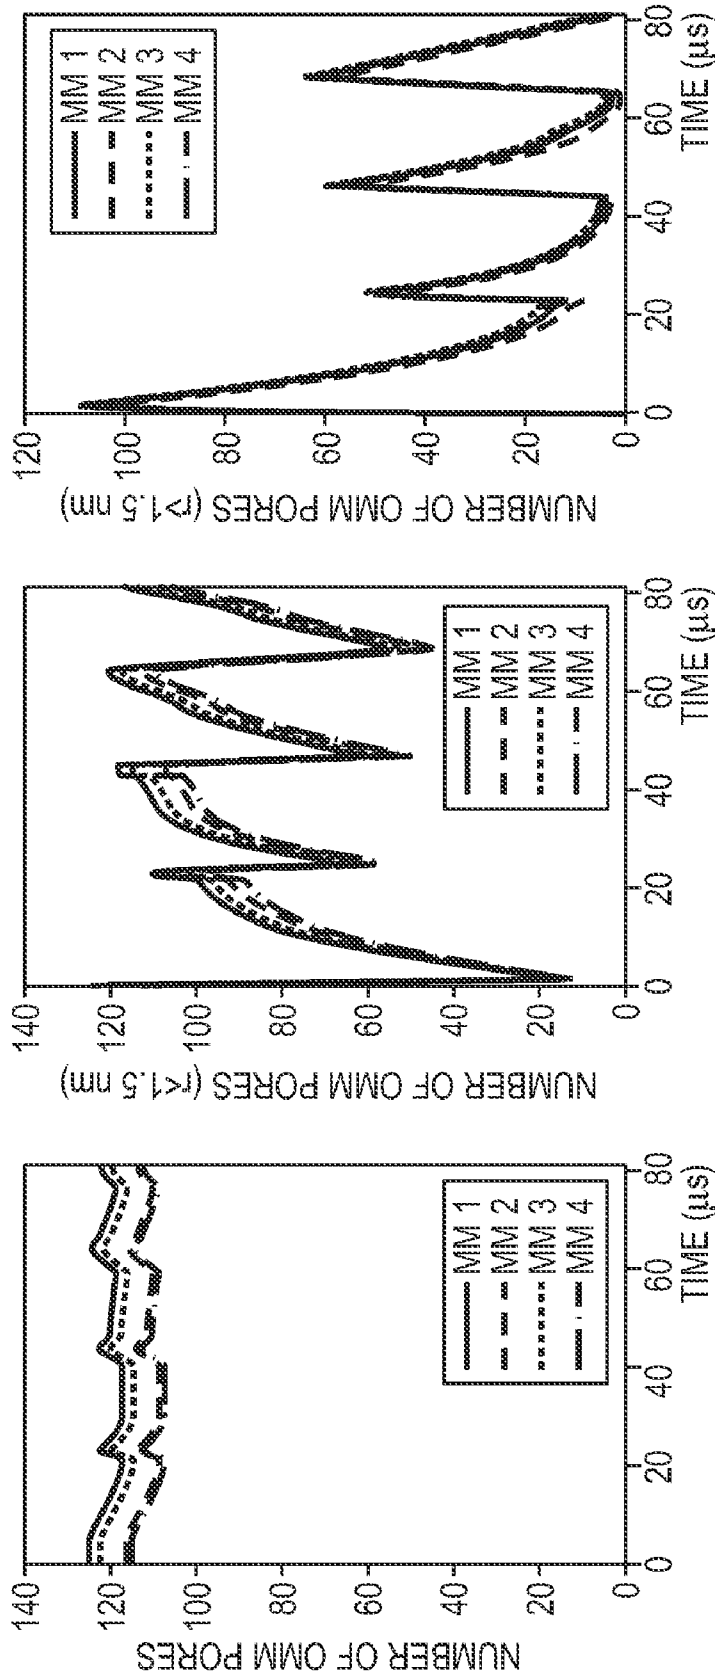 NUMBER OF OMM PORES
140
120
100
80
60
40
20
0
0
20
40
60
80
TIME (µs)
MM 1
MM 2
MM 3
MM 4
NUMBER OF OMM PORES (r<1.5 nm)
140
120
100
80
60
40
20
0
0
20
40
60
80
TIME (µs)
MM 1
MM 2
MM 3
MM 4
NUMBER OF OMM PORES (r>1.5 nm)
120
100
80
60
40
20
0
0
20
40
60
80
TIME (µs)
MM 1
MM 2
MM 3
MM 4